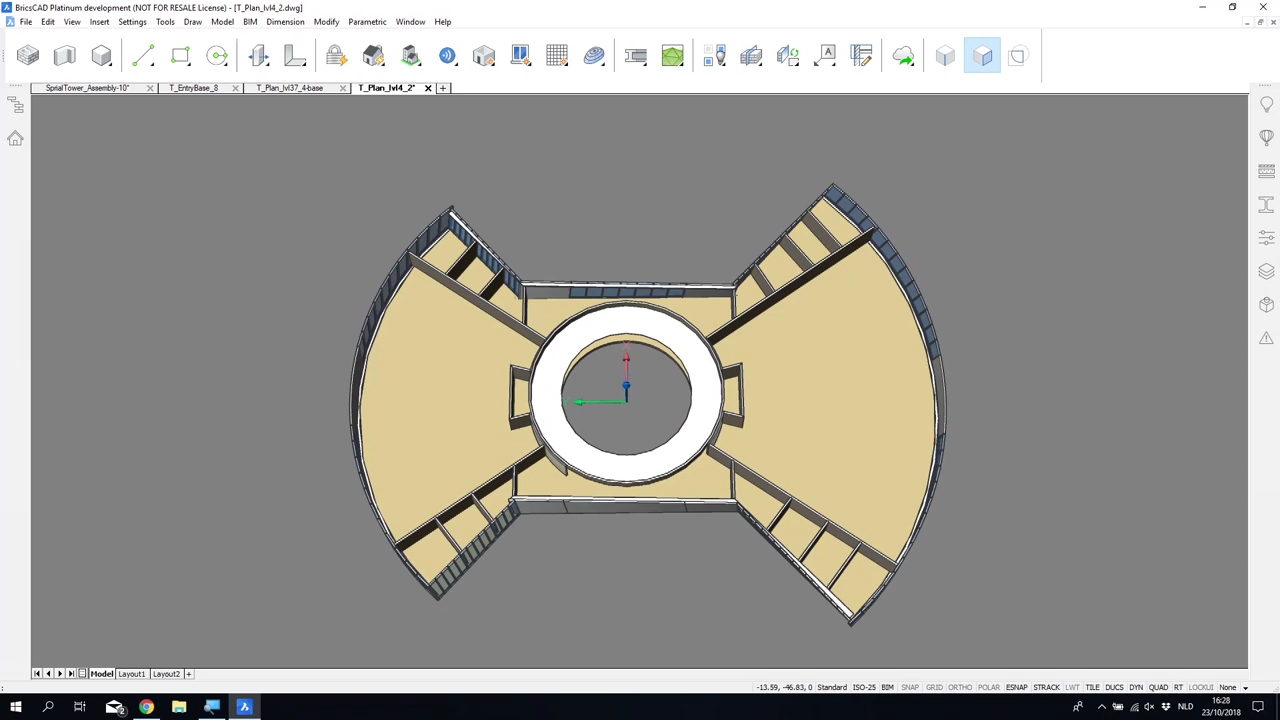 BricsCAD Platinum development (NOT FOR RESALE License) - [T_Plan_lvl4_2.dwg]
File Edit View Insert Settings Tools Draw Model BIM Dimension Modify Parametric Window Help
SprialTower_Assembly-10* T_EntryBase_8 T_Plan_lvl37_4-base T_Plan_lvl4_2*
Model Layout1 Layout2
-13.59, -46.83, 0 Standard ISO-25 BIM SNAP GRID ORTHO POLAR ESNAP STRACK LWT TILE DUCS DYN QUAD RT LOCKUI None
NLD
16:28
23/10/2018